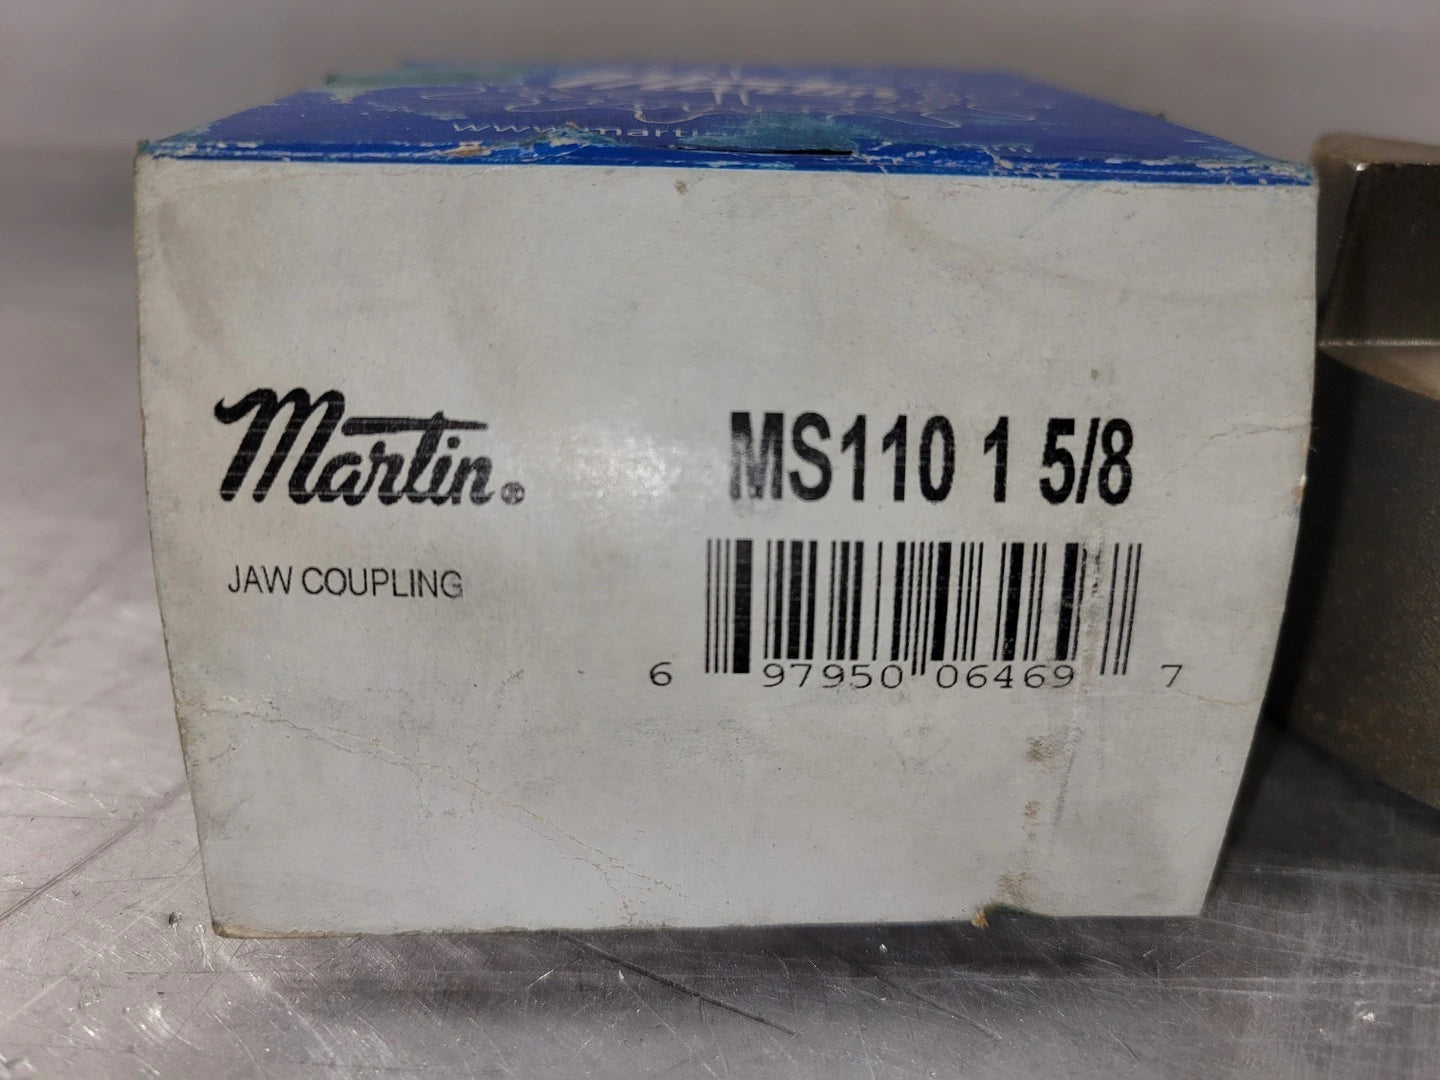 Martin®
MS110 1 5/8
JAW COUPLING
6 97950 06469 7